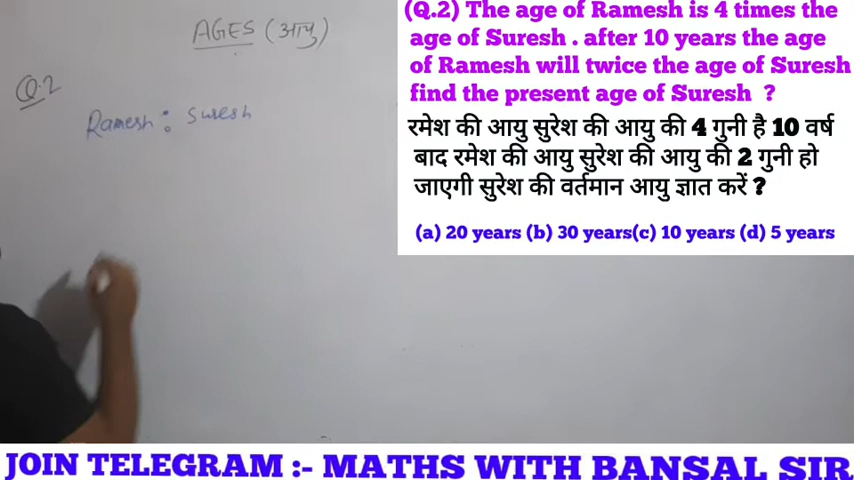 AGES (आयु)
Q.2
Ramesh : Suresh
(Q.2) The age of Ramesh is 4 times the
age of Suresh . after 10 years the age
of Ramesh will twice the age of Suresh
find the present age of Suresh ?
रमेश की आयु सुरेश की आयु की 4 गुनी है 10 वर्ष
बाद रमेश की आयु सुरेश की आयु की 2 गुनी हो
जाएगी सुरेश की वर्तमान आयु ज्ञात करें ?
(a) 20 years (b) 30 years(c) 10 years (d) 5 years
JOIN TELEGRAM :- MATHS WITH BANSAL SIR